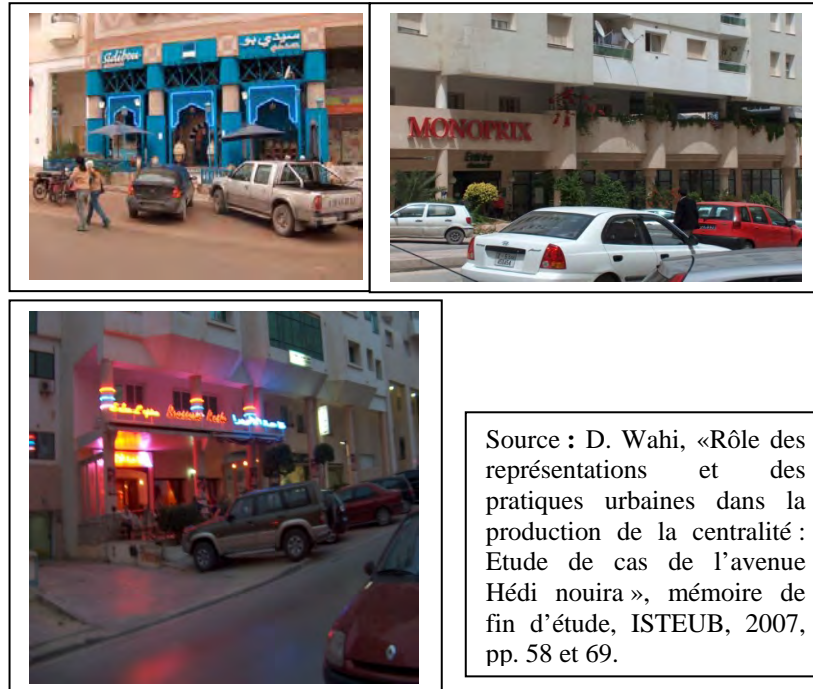 Sidibou
سيدي بو
MONOPRIX
Entrée
Source : D. Wahi, «Rôle des
représentations et des
pratiques urbaines dans la
production de la centralité :
Etude de cas de l'avenue
Hédi nouira », mémoire de
fin d'étude, ISTEUB, 2007,
pp. 58 et 69.